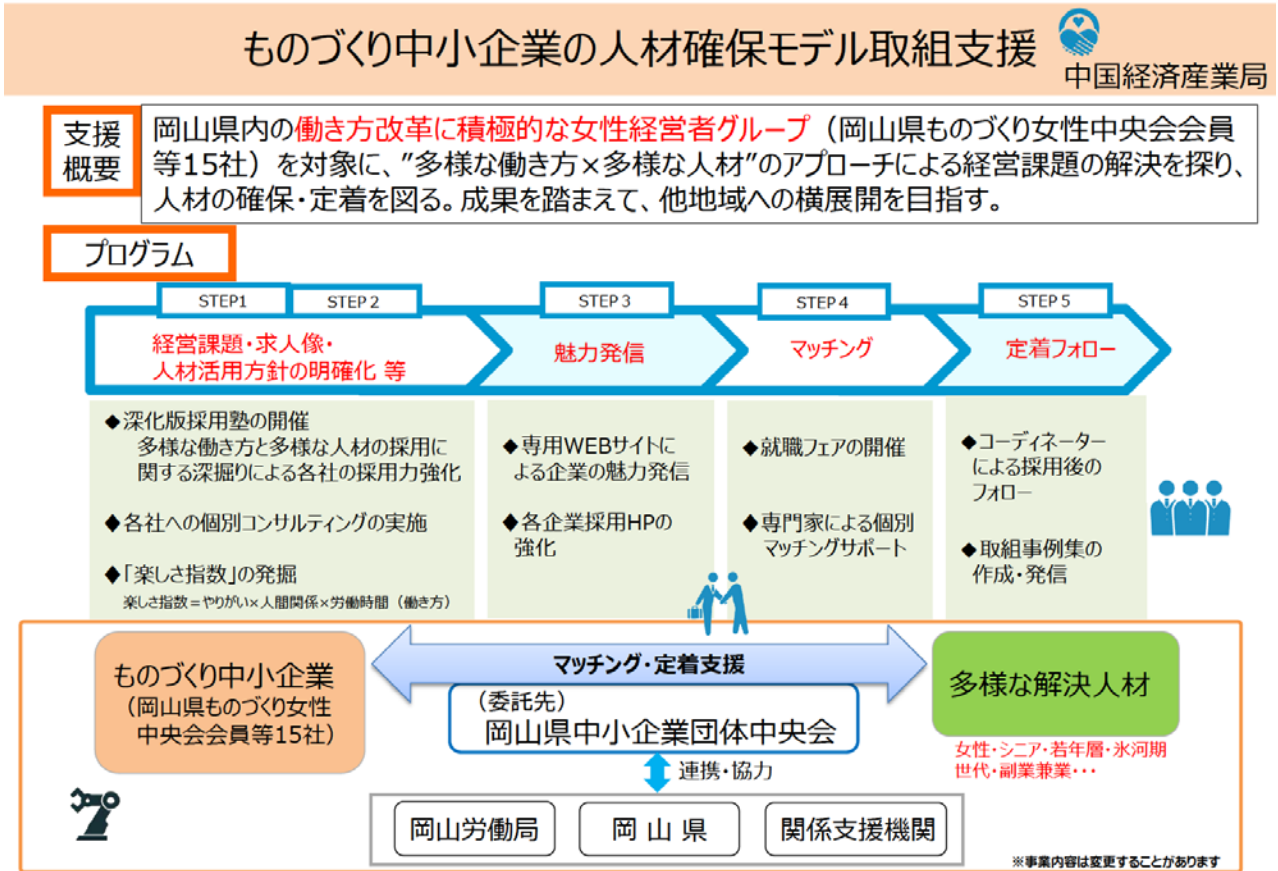 ものづくり中小企業の人材確保モデル取組支援
中国経済産業局
支援
概要
岡山県内の働き方改革に積極的な女性経営者グループ（岡山県ものづくり女性中央会会員
等15社）を対象に、”多様な働き方×多様な人材”のアプローチによる経営課題の解決を探り、
人材の確保・定着を図る。成果を踏まえて、他地域への横展開を目指す。
プログラム
STEP1
STEP 2
経営課題・求人像・
人材活用方針の明確化 等
◆深化版採用塾の開催
多様な働き方と多様な人材の採用に
関する深掘りによる各社の採用力強化
◆各社への個別コンサルティングの実施
◆「楽しさ指数」の発掘
楽しさ指数＝やりがい×人間関係×労働時間（働き方）
STEP 3
魅力発信
◆専用WEBサイトに
よる企業の魅力発信
◆各企業採用HPの
強化
STEP 4
マッチング
◆就職フェアの開催
◆専門家による個別
マッチングサポート
STEP 5
定着フォロー
◆コーディネーター
による採用後の
フォロー
◆取組事例集の
作成・発信
ものづくり中小企業
（岡山県ものづくり女性
中央会会員等15社）
マッチング・定着支援
（委託先）
岡山県中小企業団体中央会
連携・協力
岡山労働局
岡 山 県
関係支援機関
多様な解決人材
女性・シニア・若年層・氷河期
世代・副業兼業・・・
※事業内容は変更することがあります